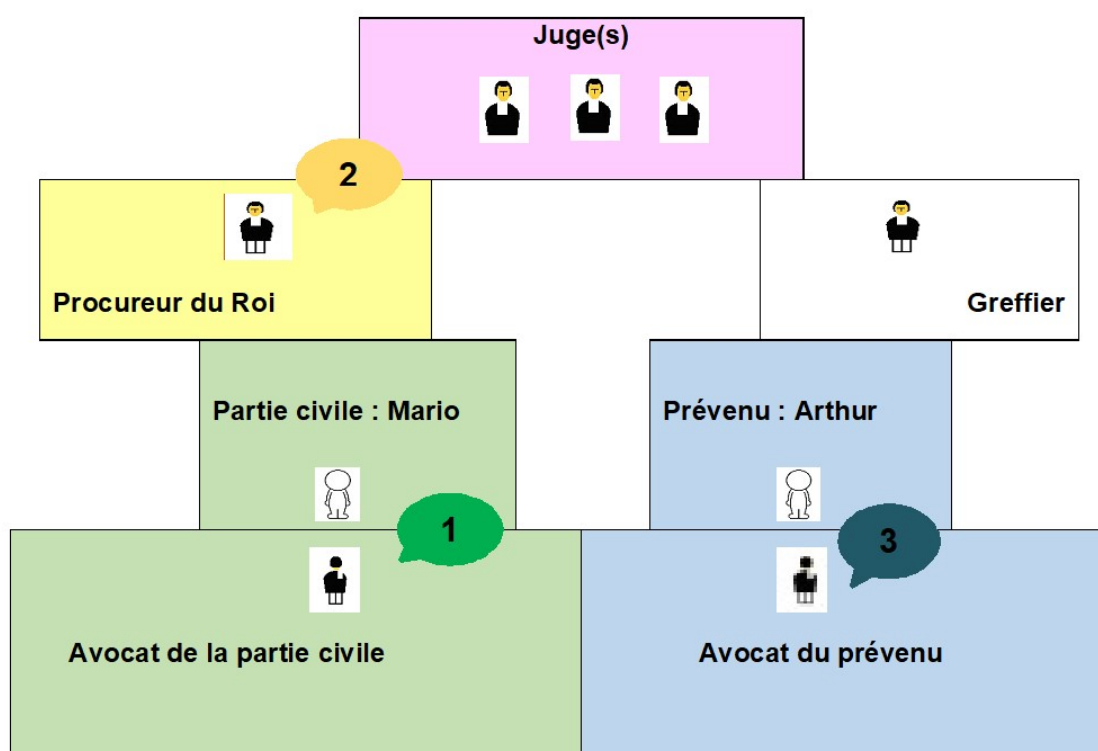 Juge(s)
2
Procureur du Roi
Greffier
Partie civile : Mario
Prévenu : Arthur
1
3
Avocat de la partie civile
Avocat du prévenu